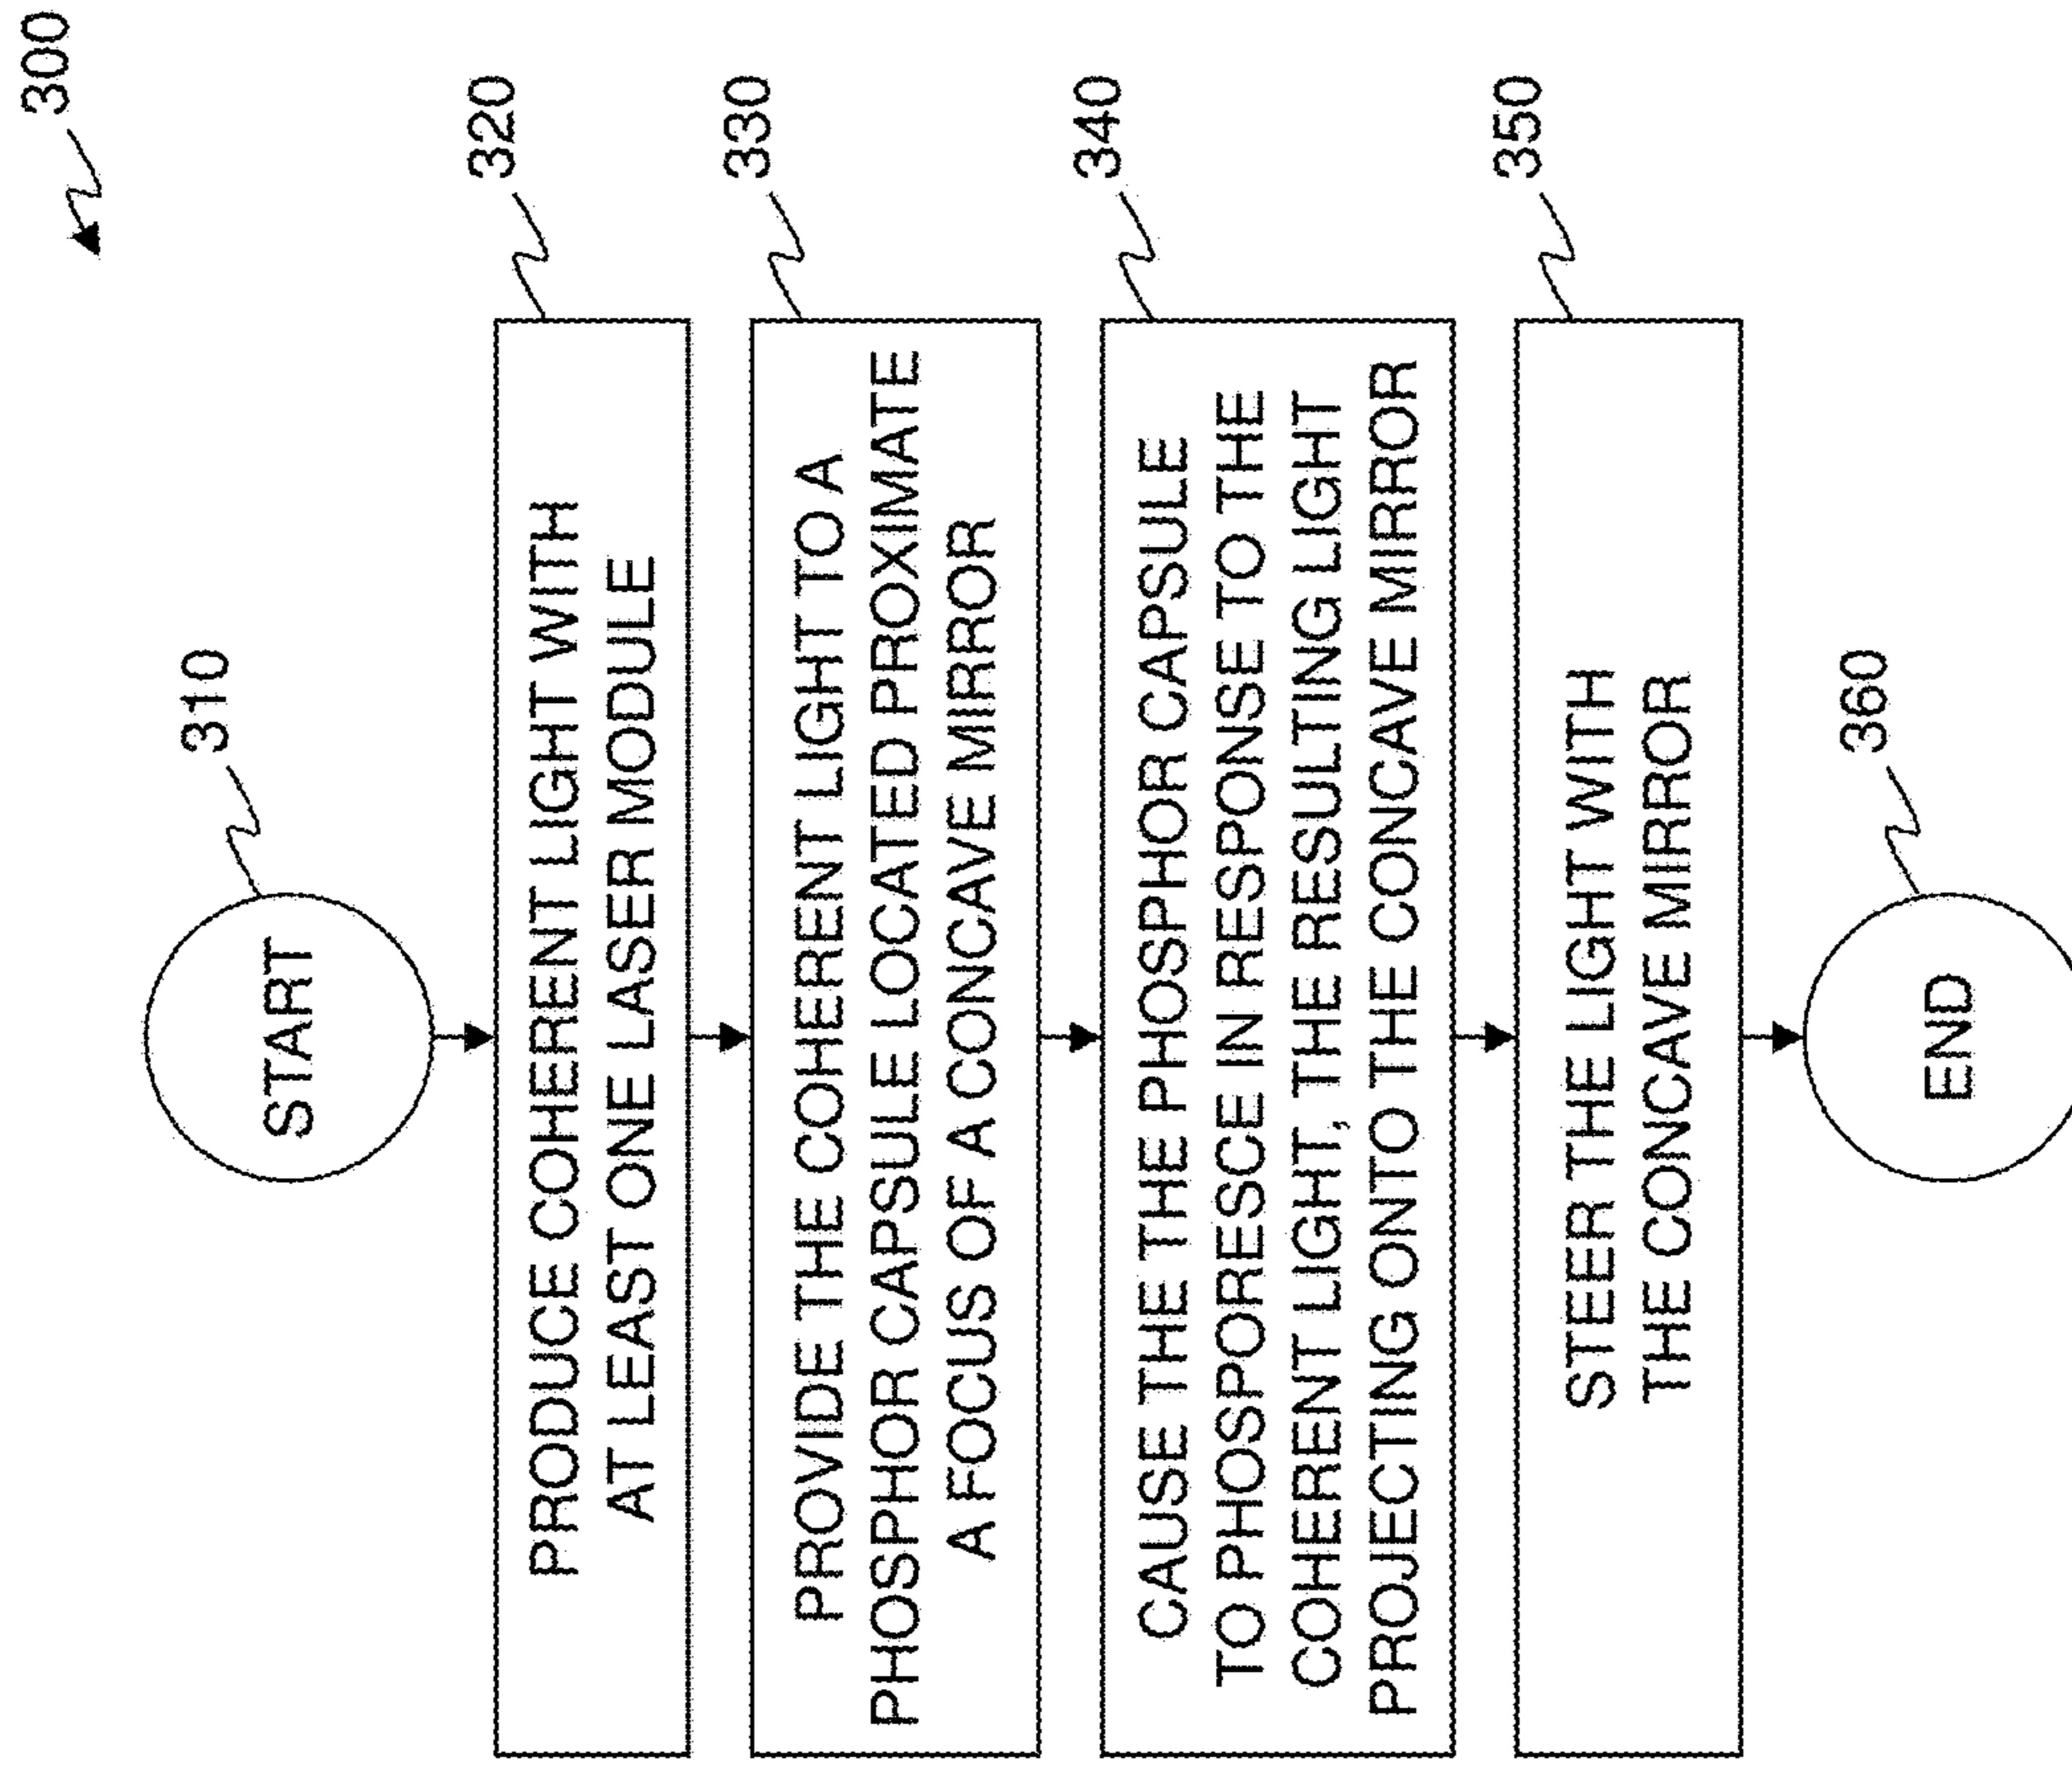 300
310
START
320
PRODUCE COHERENT LIGHT WITH
AT LEAST ONE LASER MODULE
330
PROVIDE THE COHERENT LIGHT TO A
PHOSPHOR CAPSULE LOCATED PROXIMATE
A FOCUS OF A CONCAVE MIRROR
340
CAUSE THE THE PHOSPHOR CAPSULE
TO PHOSPORESCE IN RESPONSE TO THE
COHERENT LIGHT, THE RESULTING LIGHT
PROJECTING ONTO THE CONCAVE MIRROR
350
STEER THE LIGHT WITH
THE CONCAVE MIRROR
360
END